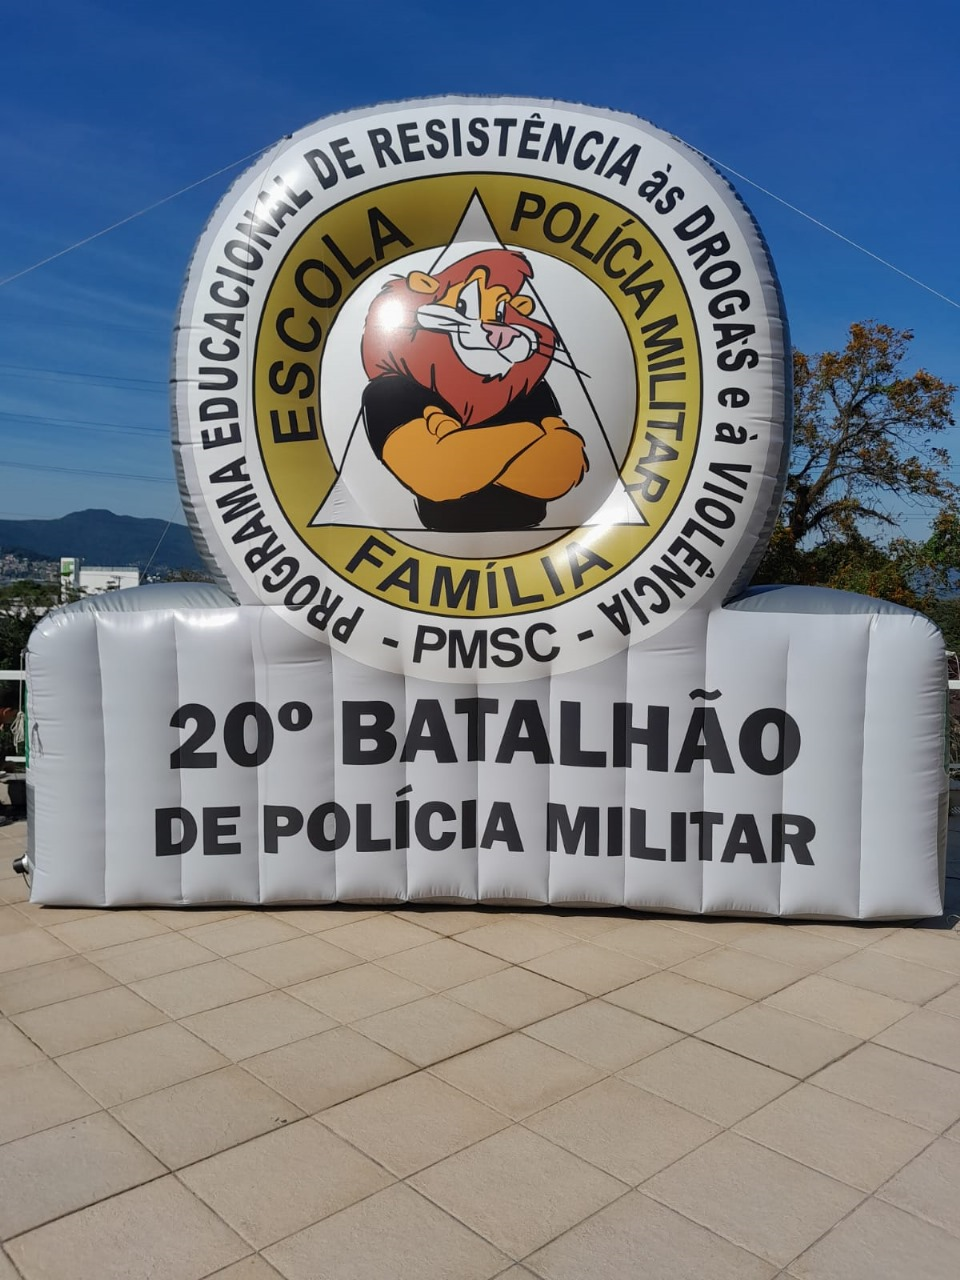 PROGRAMA EDUCACIONAL DE RESISTÊNCIA às DROGAS e à VIOLÊNCIA
- PMSC -
ESCOLA
POLÍCIA MILITAR
FAMÍLIA
20º BATALHÃO
DE POLÍCIA MILITAR